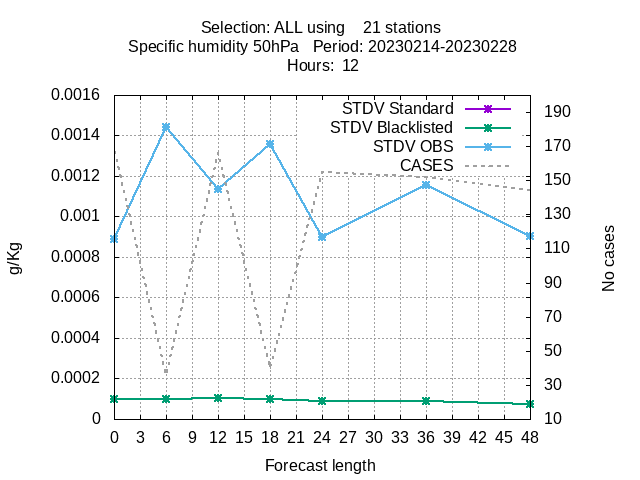 Selection: ALL using    21 stations
Specific humidity 50hPa   Period: 20230214-20230228
Hours:  12
STDV Standard
STDV Blacklisted
STDV OBS
CASES
0.0016
0.0014
0.0012
0.001
0.0008
0.0006
0.0004
0.0002
0
190
170
150
130
110
90
70
50
30
10
g/Kg
No cases
0 3 6 9 12 15 18 21 24 27 30 33 36 39 42 45 48
Forecast length